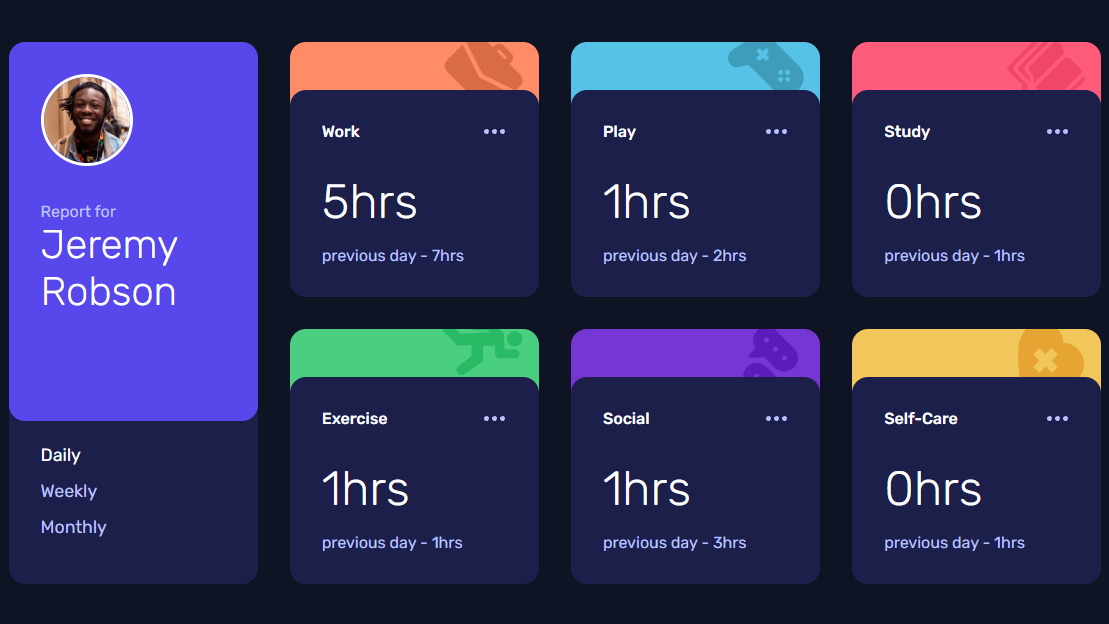 Report for
Jeremy
Robson
Daily
Weekly
Monthly
Work
5hrs
previous day - 7hrs
Play
1hrs
previous day - 2hrs
Study
0hrs
previous day - 1hrs
Exercise
1hrs
previous day - 1hrs
Social
1hrs
previous day - 3hrs
Self-Care
0hrs
previous day - 1hrs